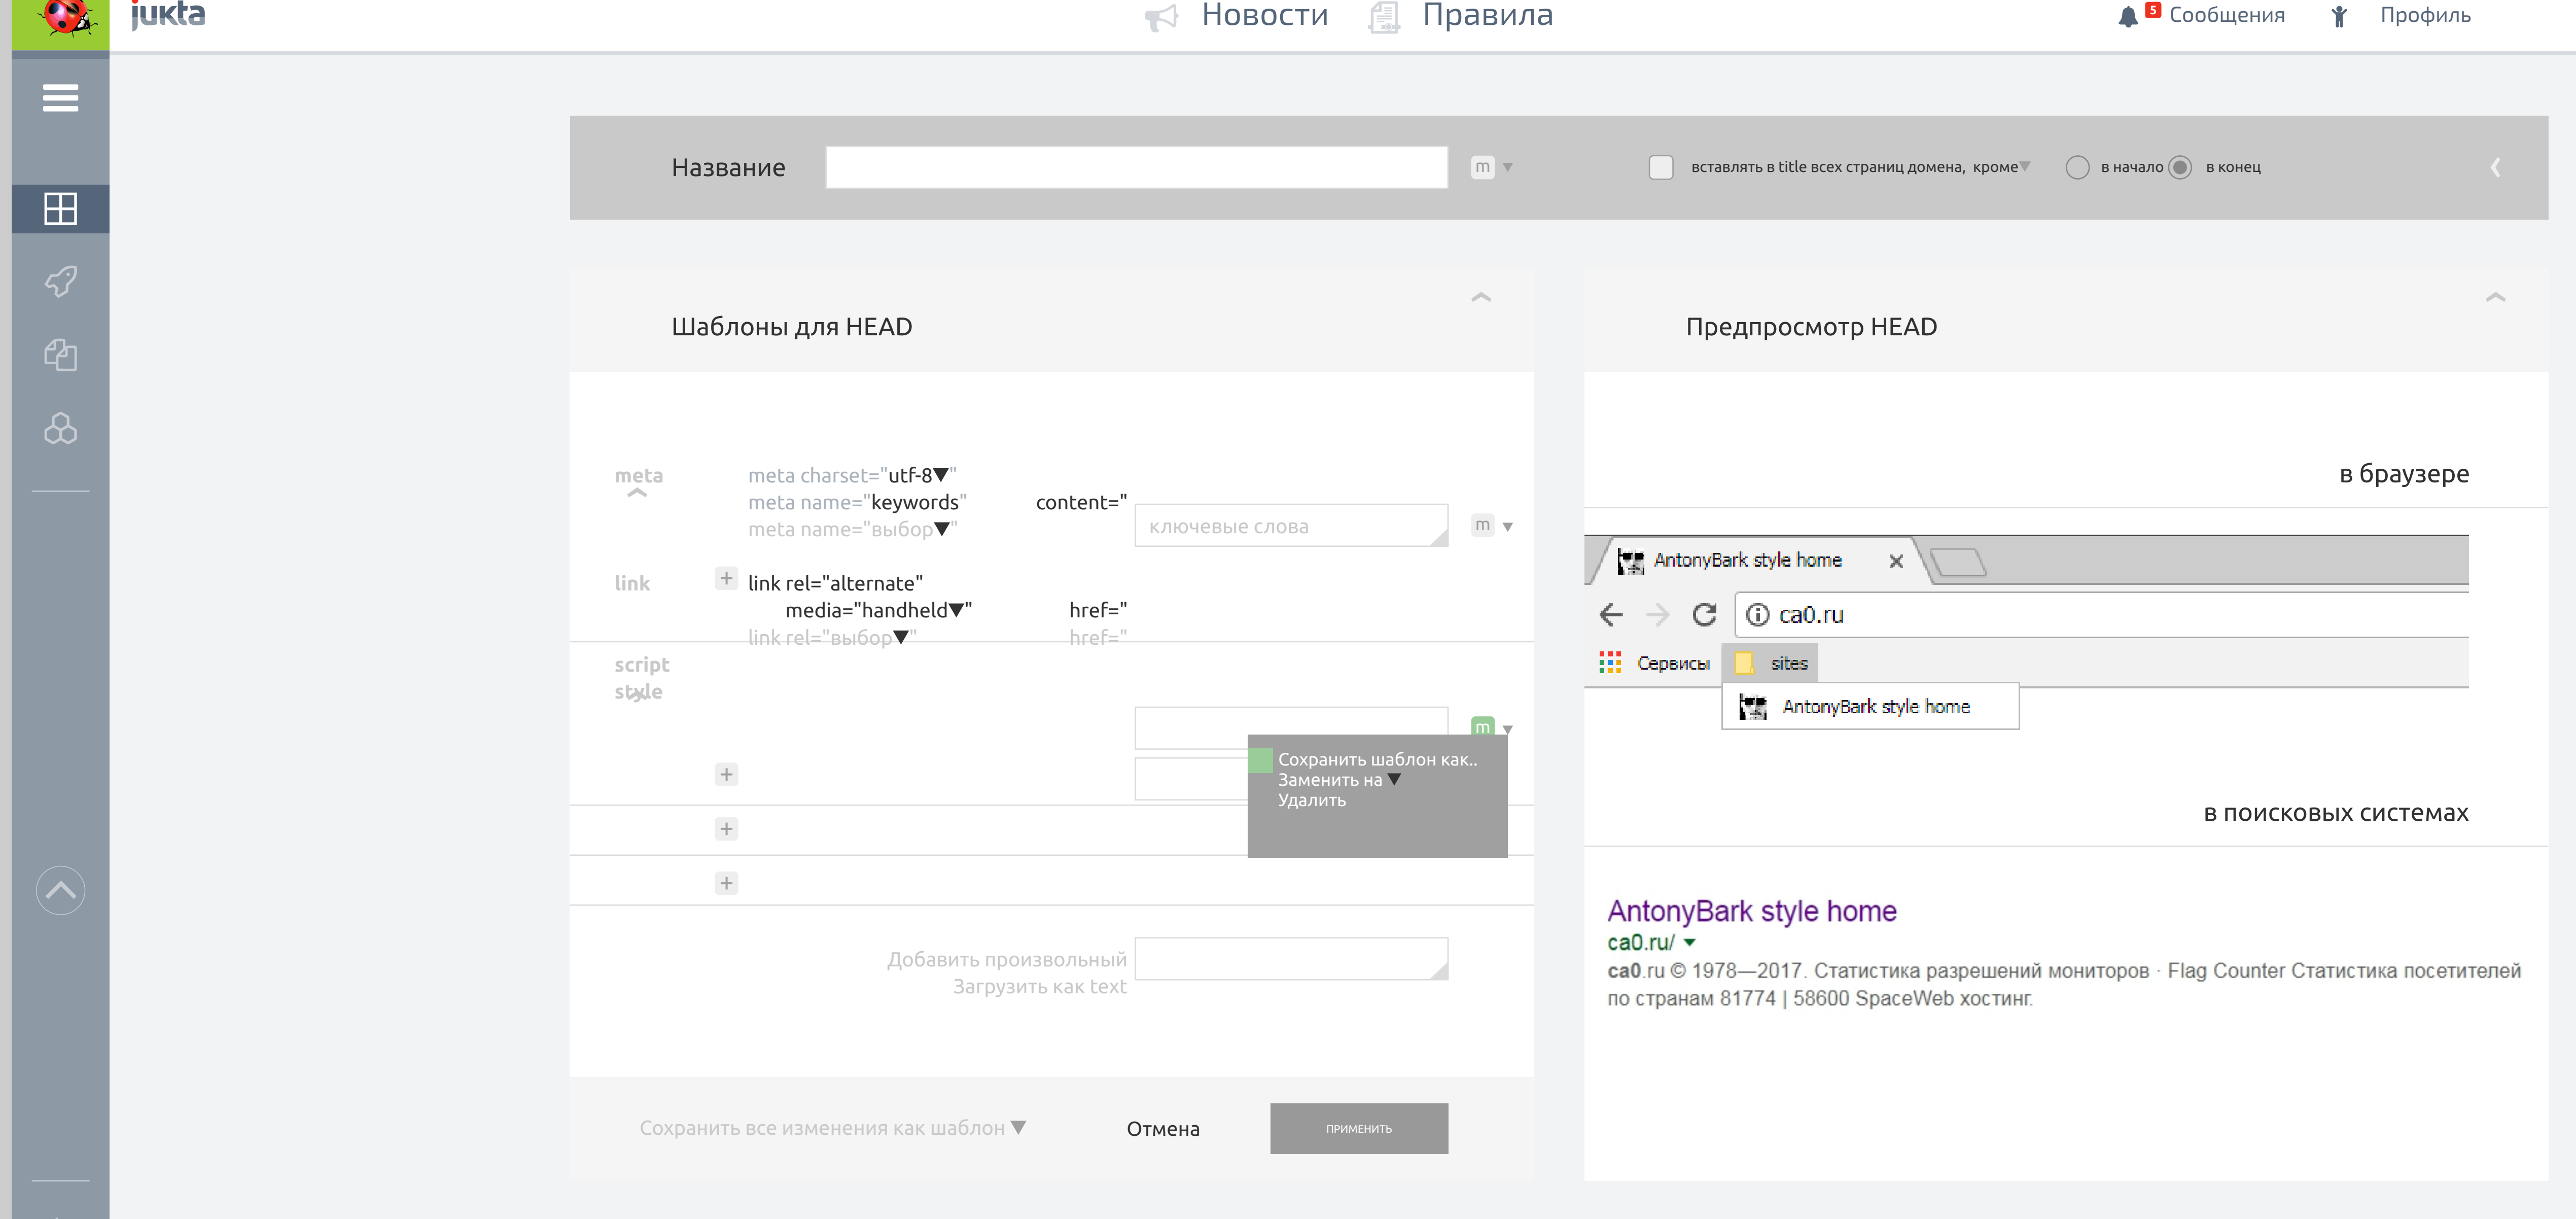 jukta
Новости
Правила
5
Сообщения
Профиль
Название
m
вставлять в title всех страниц домена, кроме
в начало
в конец
Шаблоны для HEAD
meta
meta charset="utf-8▼"
meta name="keywords" content="
meta name="выбор▼"
ключевые слова
m
link
+ link rel="alternate"
media="handheld▼" href="
link rel="выбор▼" href="
script
style
m
Сохранить шаблон как..
Заменить на ▼
Удалить
+
+
+
Добавить произвольный
Загрузить как text
Сохранить все изменения как шаблон ▼
Отмена
ПРИМЕНИТЬ
Предпросмотр HEAD
в браузере
AntonyBark style home
ca0.ru
Сервисы
sites
AntonyBark style home
в поисковых системах
AntonyBark style home
ca0.ru/
ca0.ru © 1978—2017. Статистика разрешений мониторов · Flag Counter Статистика посетителей
по странам 81774 | 58600 SpaceWeb хостинг.